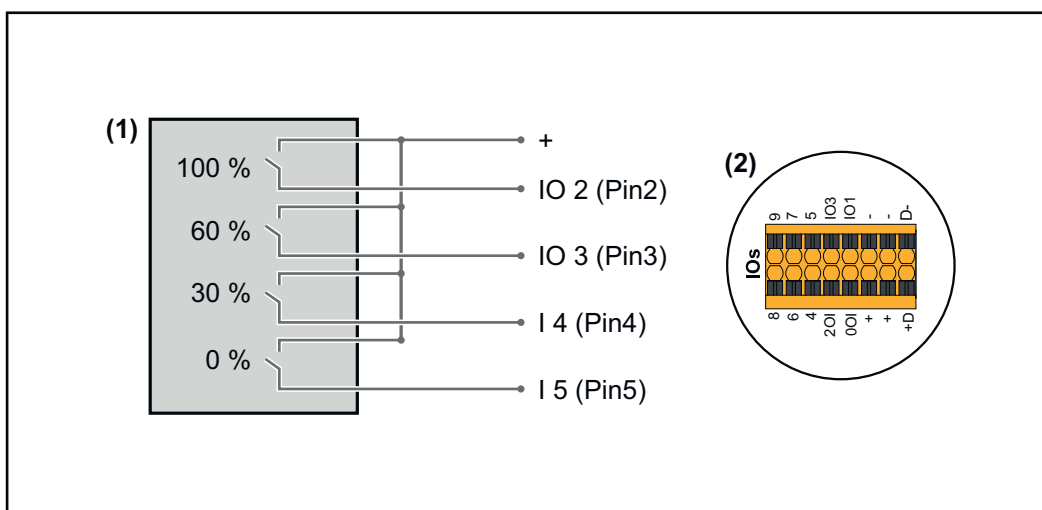 (1)
100 %
60 %
30 %
0 %
+
IO 2 (Pin2)
IO 3 (Pin3)
I 4 (Pin4)
I 5 (Pin5)
(2)
IOs
9 7 5 IO3 IO1 - - D-
8 6 4 2OI 0OI + + +D